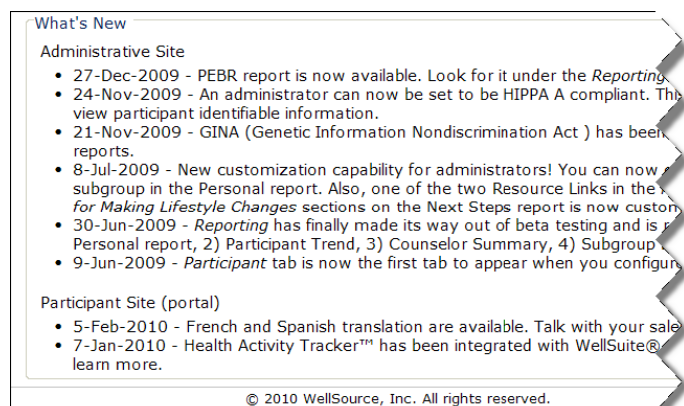 What's New
Administrative Site
• 27-Dec-2009 - PEBR report is now available. Look for it under the Reporting
• 24-Nov-2009 - An administrator can now be set to be HIPPA A compliant.
view participant identifiable information.
• 21-Nov-2009 - GINA (Genetic Information Nondiscrimination Act ) has been
reports.
• 8-Jul-2009 - New customization capability for administrators! You can now
subgroup in the Personal report. Also, one of the two Resource Links in the
for Making Lifestyle Changes sections on the Next Steps report is now
• 30-Jun-2009 - Reporting has finally made its way out of beta testing and is
Personal report, 2) Participant Trend, 3) Counselor Summary, 4) Subgroup
• 9-Jun-2009 - Participant tab is now the first tab to appear when you
Participant Site (portal)
• 5-Feb-2010 - French and Spanish translation are available. Talk with your
• 7-Jan-2010 - Health Activity Tracker™ has been integrated with WellSuite®
learn more.
© 2010 WellSource, Inc. All rights reserved.